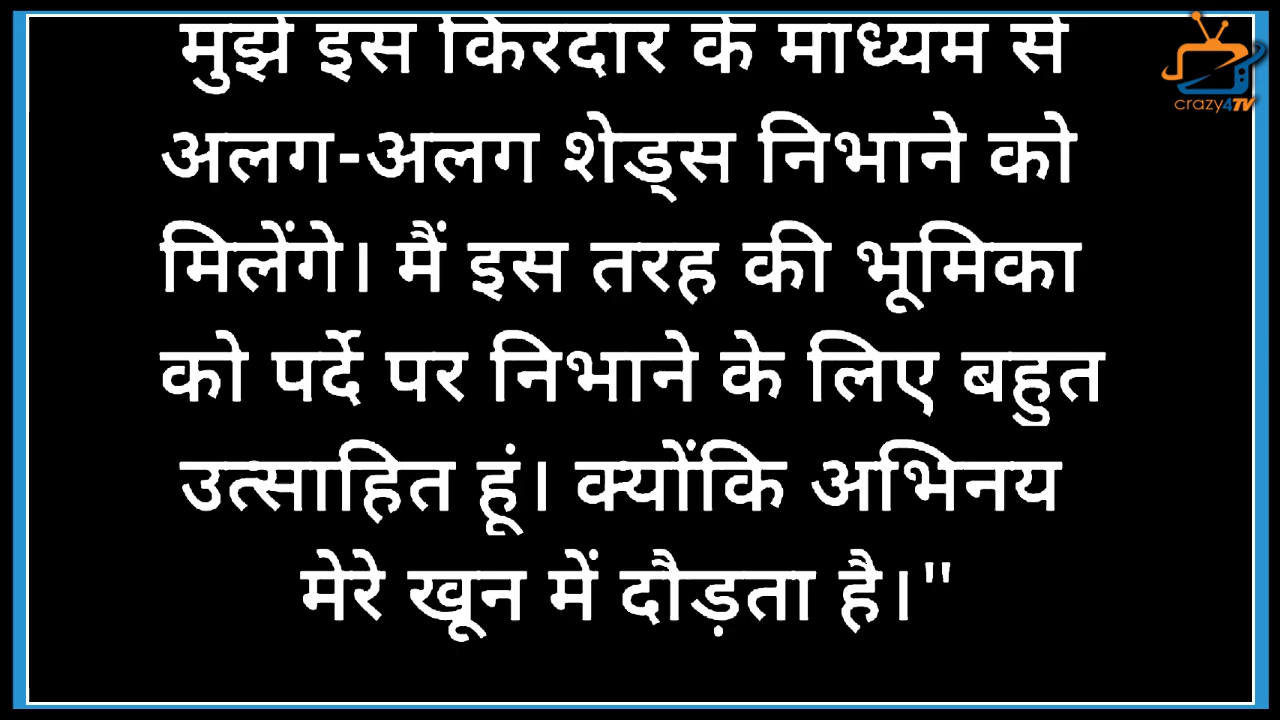 मुझे इस किरदार के माध्यम से
अलग-अलग शेड्स निभाने को
मिलेंगे। मैं इस तरह की भूमिका
को पर्दे पर निभाने के लिए बहुत
उत्साहित हूं। क्योंकि अभिनय
मेरे खून में दौड़ता है।"
crazy4TV